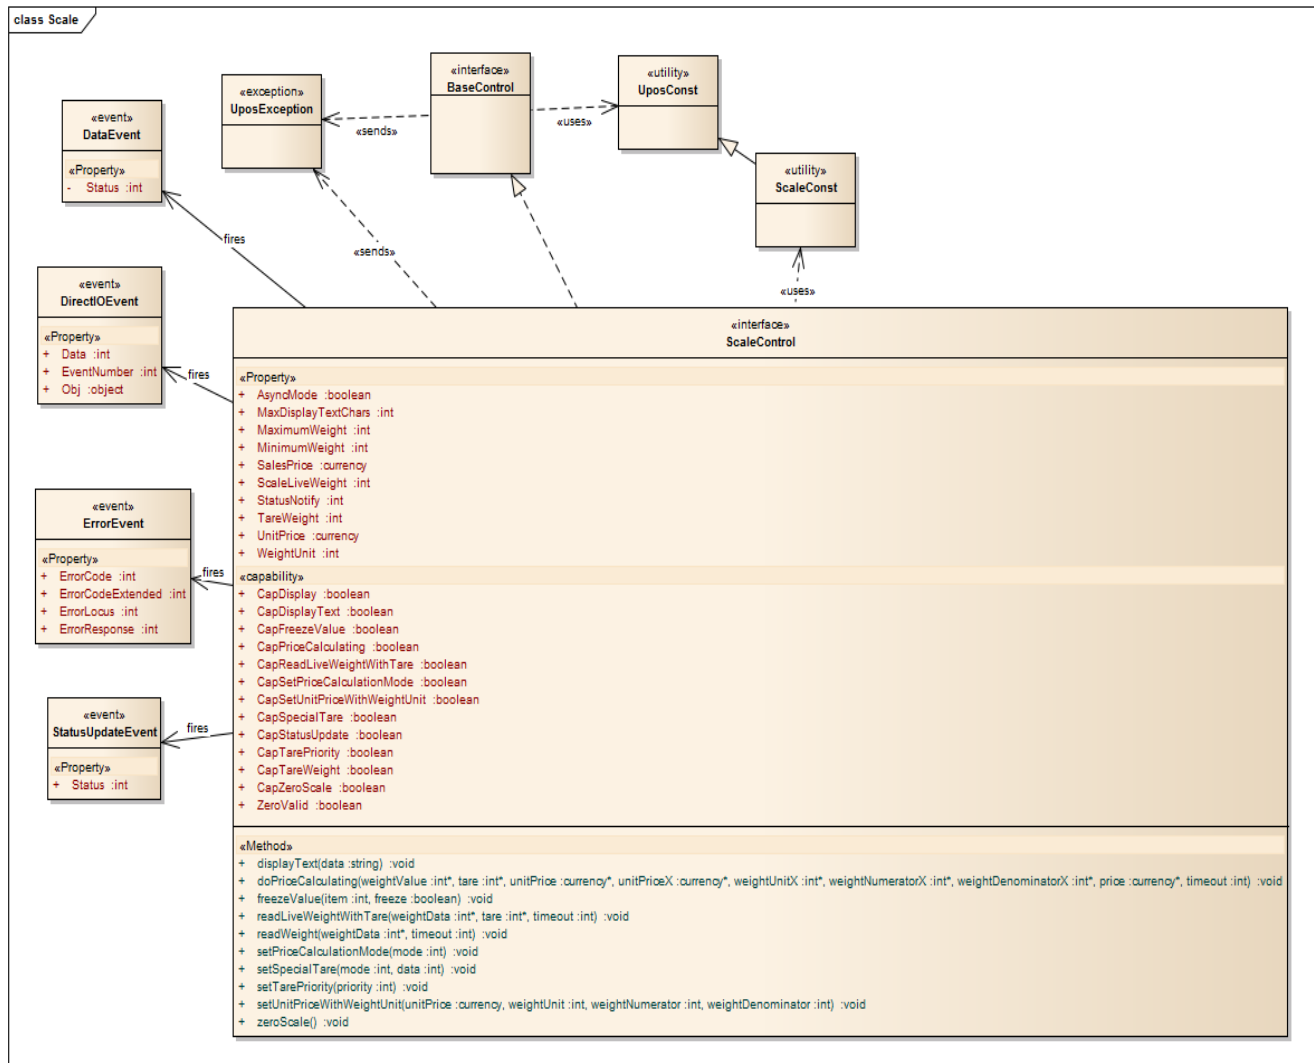 class Scale
«event»
DataEvent
«Property»
- Status :int
«exception»
UposException
«interface»
BaseControl
«utility»
UposConst
«utility»
ScaleConst
«sends»
«uses»
fires
«sends»
«uses»
«event»
DirectIOEvent
«Property»
+ Data :int
+ EventNumber :int
+ Obj :object
fires
«event»
ErrorEvent
«Property»
+ ErrorCode :int
+ ErrorCodeExtended :int
+ ErrorLocus :int
+ ErrorResponse :int
fires
«event»
StatusUpdateEvent
«Property»
+ Status :int
fires
«interface»
ScaleControl
«Property»
+ AsyncMode :boolean
+ MaxDisplayTextChars :int
+ MaximumWeight :int
+ MinimumWeight :int
+ SalesPrice :currency
+ ScaleLiveWeight :int
+ StatusNotify :int
+ TareWeight :int
+ UnitPrice :currency
+ WeightUnit :int
«capability»
+ CapDisplay :boolean
+ CapDisplayText :boolean
+ CapFreezeValue :boolean
+ CapPriceCalculating :boolean
+ CapReadLiveWeightWithTare :boolean
+ CapSetPriceCalculationMode :boolean
+ CapSetUnitPriceWithWeightUnit :boolean
+ CapSpecialTare :boolean
+ CapStatusUpdate :boolean
+ CapTarePriority :boolean
+ CapTareWeight :boolean
+ CapZeroScale :boolean
+ ZeroValid :boolean
«Method»
+ displayText(data :string) :void
+ doPriceCalculating(weightValue :int*, tare :int*, unitPrice :currency*, unitPriceX :currency*, weightUnitX :int*, weightNumeratorX :int*, weightDenominatorX :int*, price :currency*, timeout :int) :void
+ freezeValue(item :int, freeze :boolean) :void
+ readLiveWeightWithTare(weightData :int*, tare :int*, timeout :int) :void
+ readWeight(weightData :int*, timeout :int) :void
+ setPriceCalculationMode(mode :int) :void
+ setSpecialTare(mode :int, data :int) :void
+ setTarePriority(priority :int) :void
+ setUnitPriceWithWeightUnit(unitPrice :currency, weightUnit :int, weightNumerator :int, weightDenominator :int) :void
+ zeroScale() :void